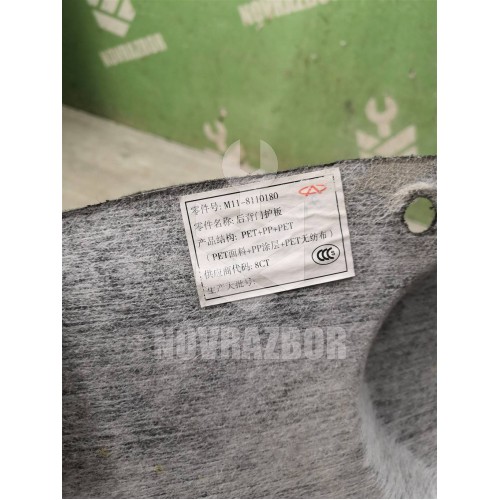 NOVRAZBOR
零件号: M11-8110180
零件名称: 后背门护板
产品结构: PET+PP+PET
(PET面料+PP涂层+PET无纺布)
供应商代码: 8CT
生产大批号:
CCC
NOVRAZBOR